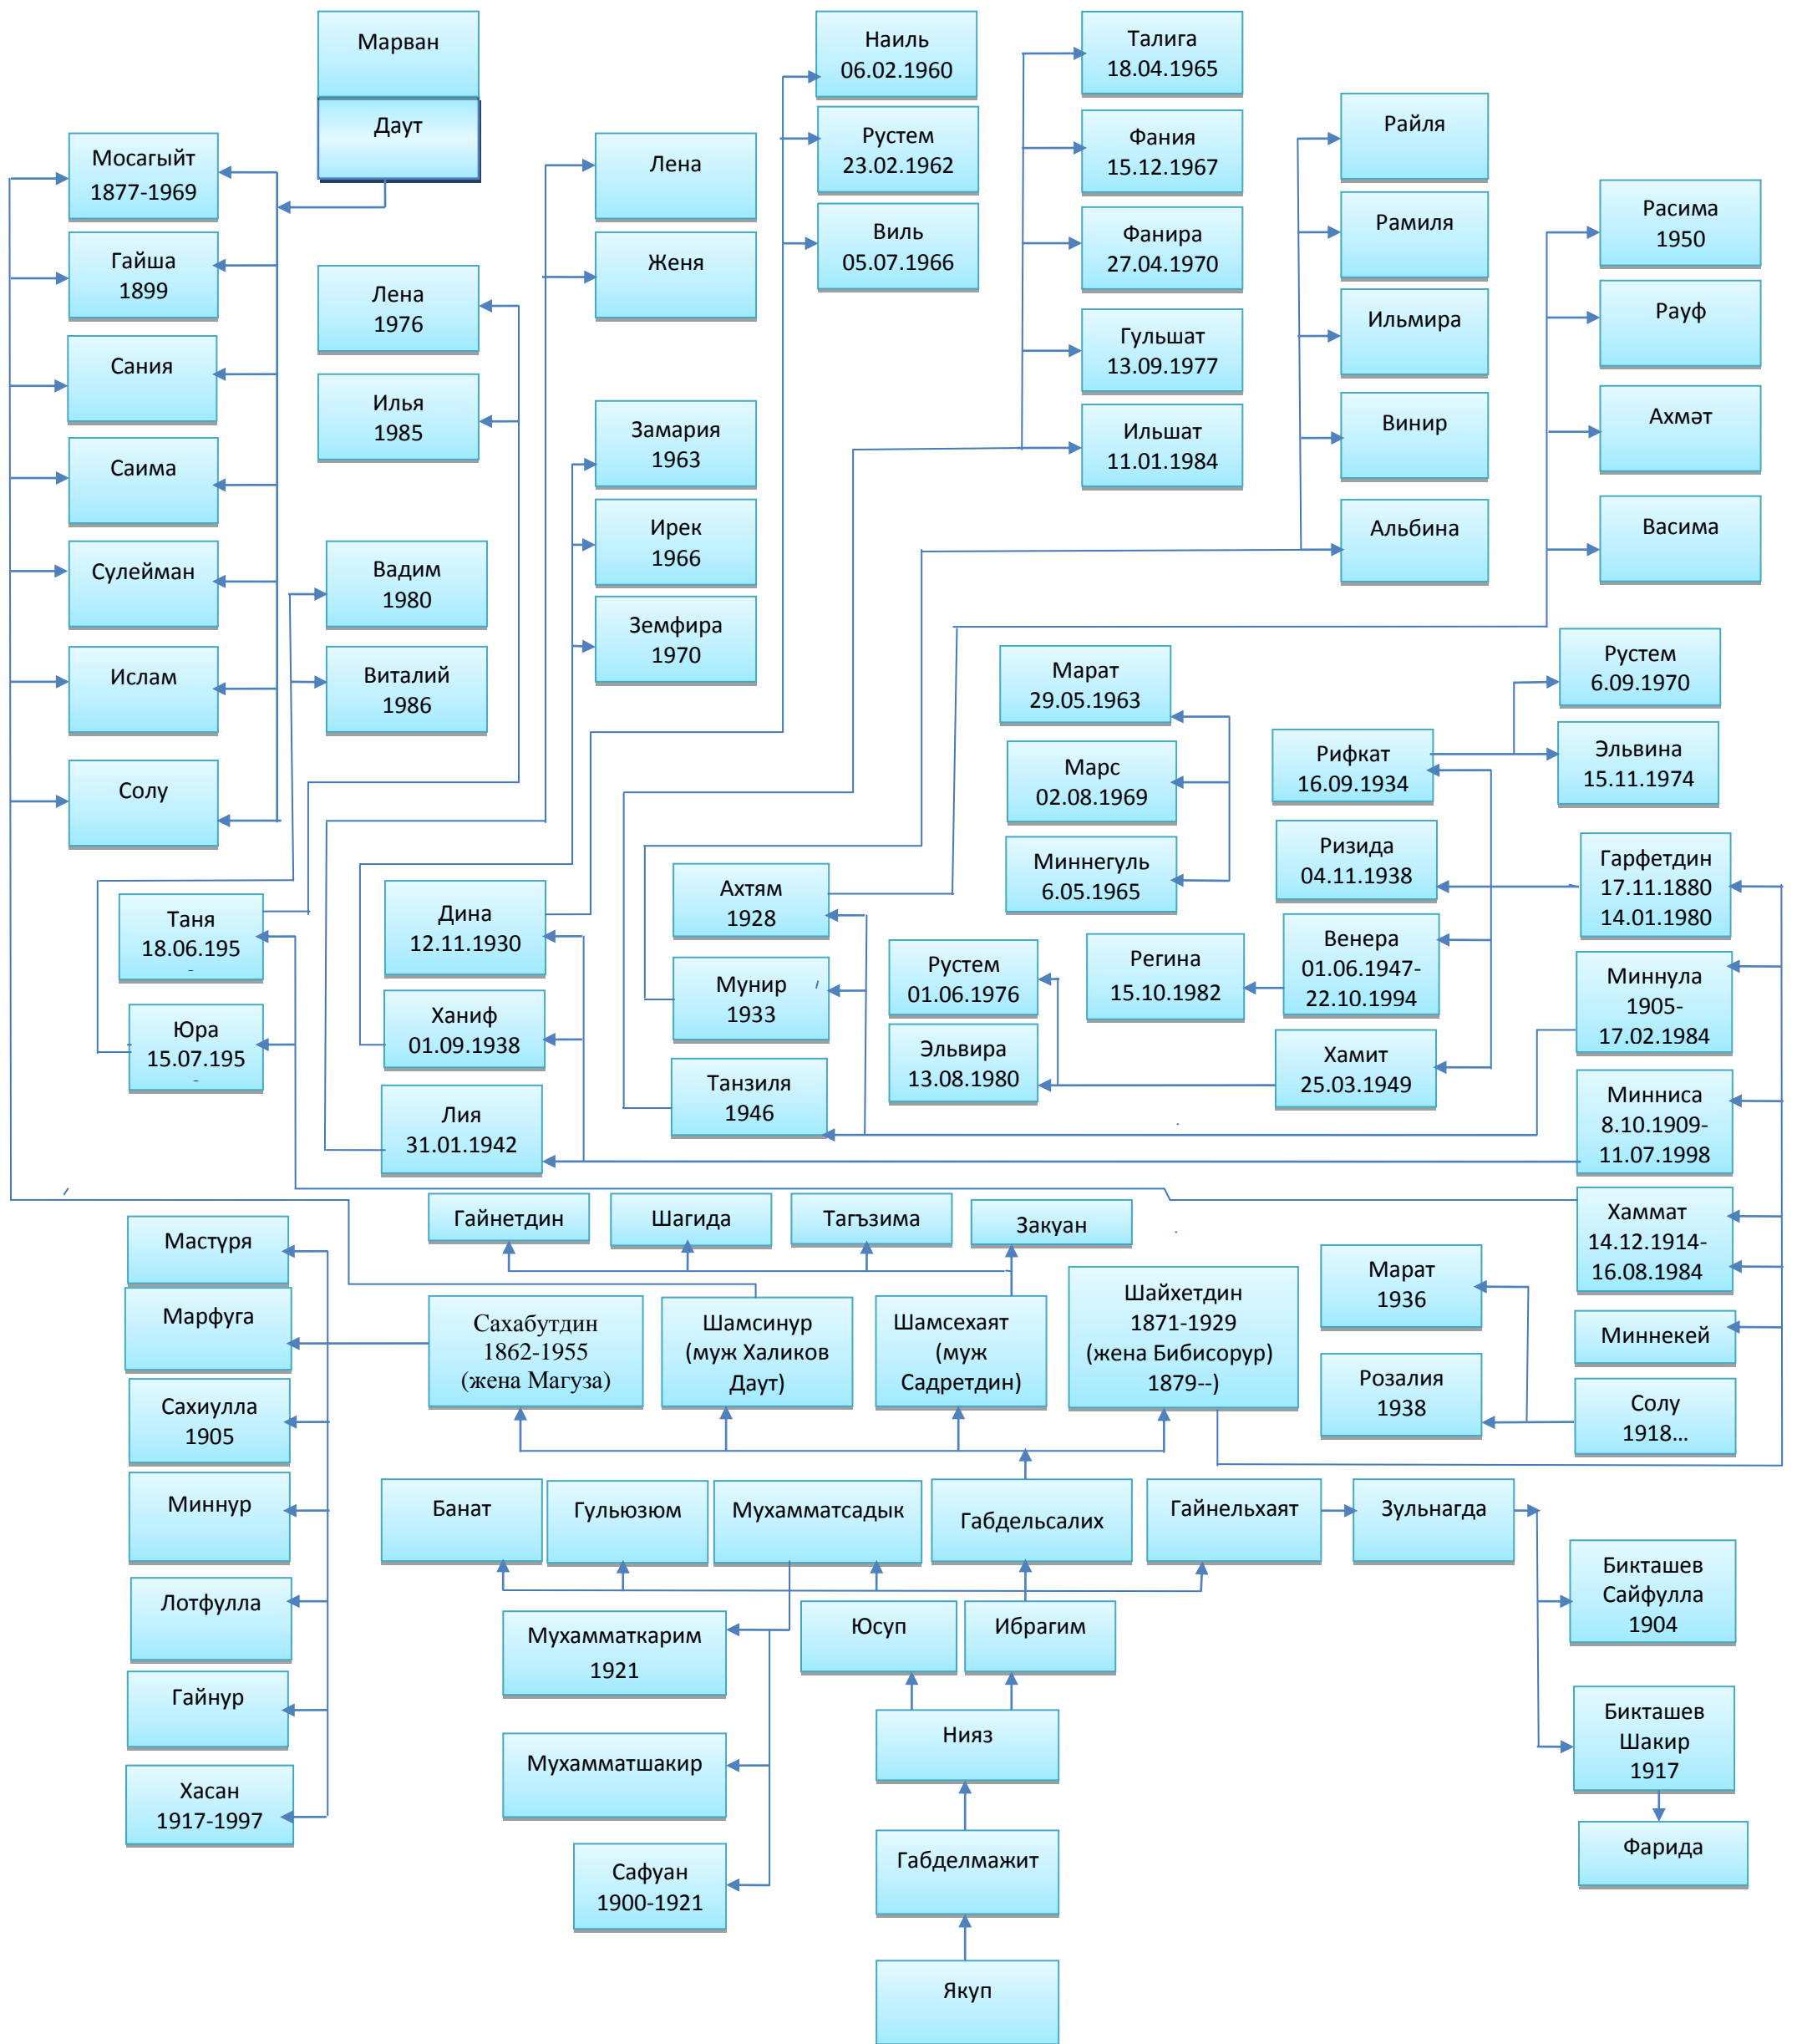 Марван
Даут
Мосагыйт
1877-1969
Гайша
1899
Сания
Саима
Сулейман
Ислам
Солу
Лена
1976
Илья
1985
Вадим
1980
Виталий
1986
Лена
Женя
Замария
1963
Ирек
1966
Земфира
1970
Наиль
06.02.1960
Рустем
23.02.1962
Виль
05.07.1966
Талига
18.04.1965
Фания
15.12.1967
Фанира
27.04.1970
Гульшат
13.09.1977
Ильшат
11.01.1984
Райля
Рамиля
Ильмира
Винир
Альбина
Расима
1950
Рауф
Ахмәт
Васима
Марат
29.05.1963
Марс
02.08.1969
Миннегуль
6.05.1965
Рифкат
16.09.1934
Рустем
6.09.1970
Эльвина
15.11.1974
Ризида
04.11.1938
Гарфетдин
17.11.1880
14.01.1980
Таня
18.06.195
Юра
15.07.195
Дина
12.11.1930
Ханиф
01.09.1938
Лия
31.01.1942
Ахтям
1928
Мунир
1933
Танзиля
1946
Рустем
01.06.1976
Эльвира
13.08.1980
Регина
15.10.1982
Венера
01.06.1947-
22.10.1994
Хамит
25.03.1949
Миннула
1905-
17.02.1984
Минниса
8.10.1909-
11.07.1998
Хаммат
14.12.1914-
16.08.1984
Миннекей
Солу
1918...
Марат
1936
Розалия
1938
Гайнетдин
Шагида
Тагъзима
Закуан
Мастүря
Марфуга
Сахиулла
1905
Миннур
Лотфулла
Гайнур
Хасан
1917-1997
Сахабутдин
1862-1955
(жена Магуза)
Шамсинур
(муж Халиков
Даут)
Шамсехаят
(муж
Садретдин)
Шайхетдин
1871-1929
(жена Бибисорур)
1879--)
Банат
Гульюзюм
Мухамматсадык
Габдельсалих
Гайнельхаят
Зульнагда
Бикташев
Сайфулла
1904
Бикташев
Шакир
1917
Фарида
Мухамматкарим
1921
Мухамматшакир
Сафуан
1900-1921
Юсуп
Ибрагим
Нияз
Габделмажит
Якуп